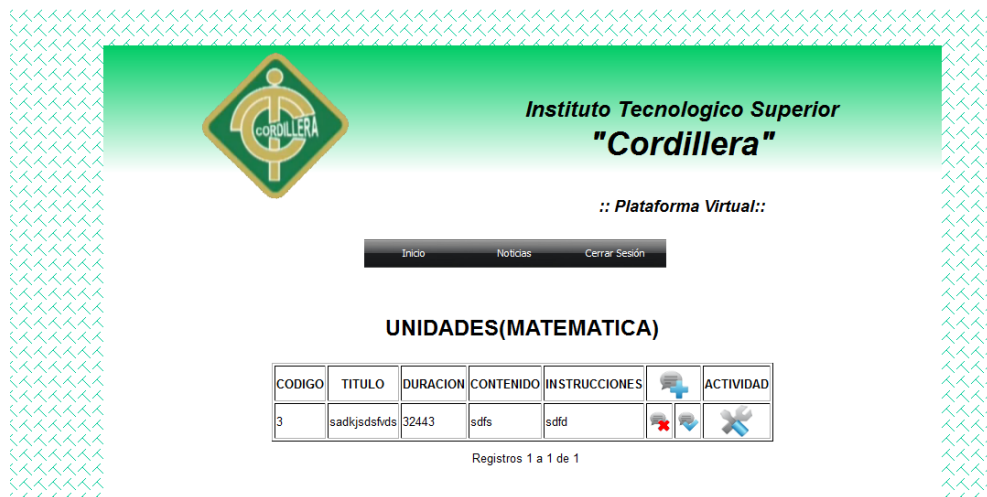 CORDILLERA
Instituto Tecnologico Superior
"Cordillera"
:: Plataforma Virtual::
Inicio Noticias Cerrar Sesión
UNIDADES(MATEMATICA)
CODIGO TITULO DURACION CONTENIDO INSTRUCCIONES ACTIVIDAD
3 sadkjsdsfvds 32443 sdfs sdfd
Registros 1 a 1 de 1